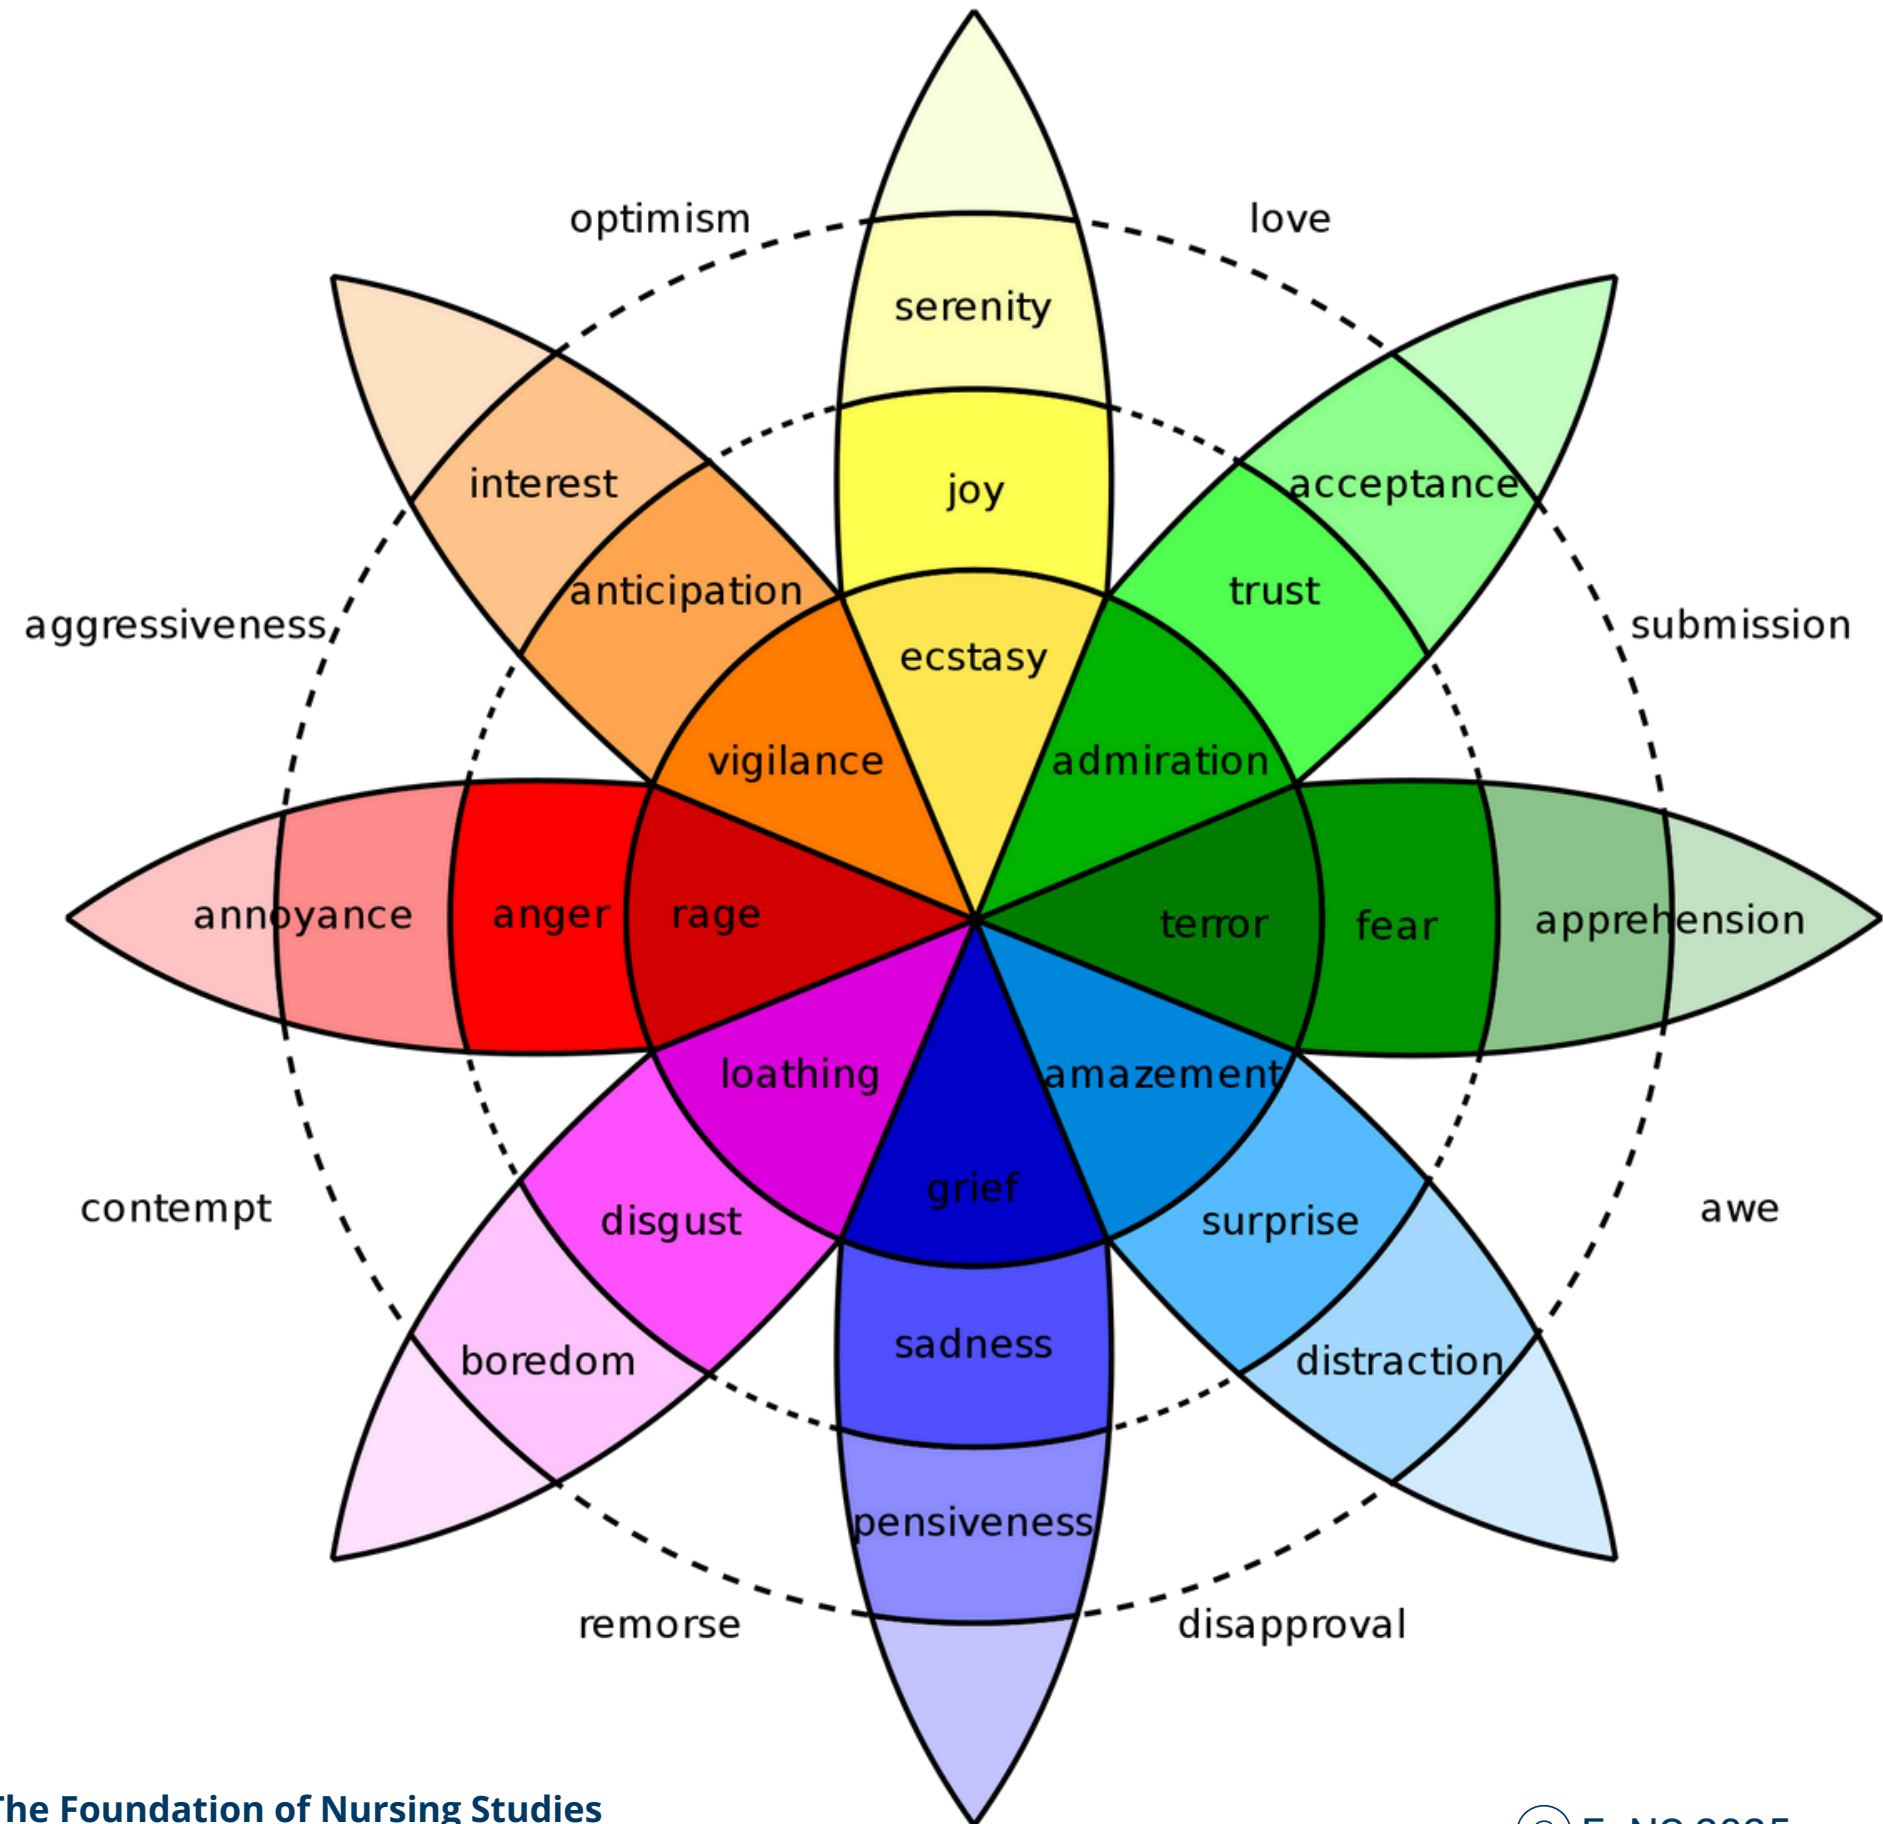 optimism
love
serenity
interest
acceptance
joy
anticipation
trust
aggressiveness
submission
ecstasy
vigilance
admiration
annoyance
anger
rage
terror
fear
apprehension
loathing
amazement
contempt
grief
awe
disgust
surprise
sadness
boredom
distraction
pensiveness
remorse
disapproval
The Foundation of Nursing Studies